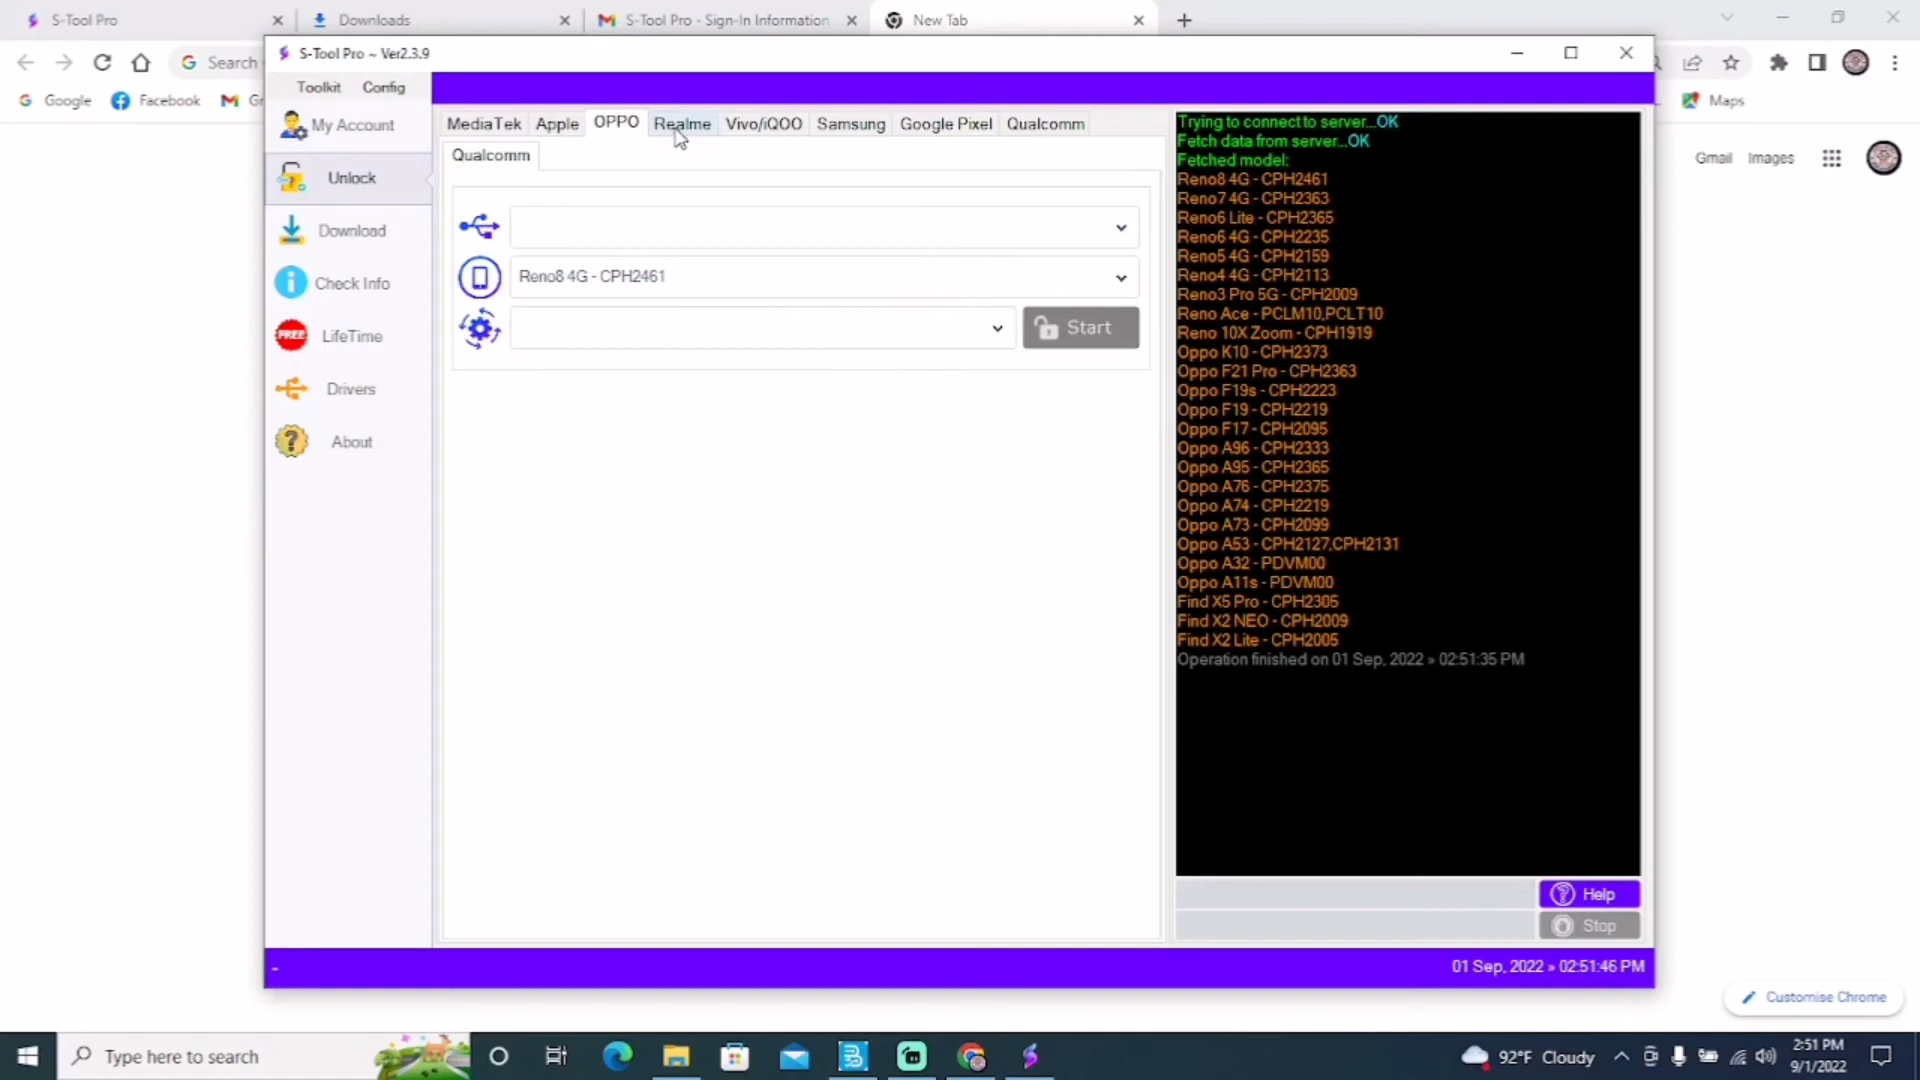 S-Tool Pro
Downloads
S-Tool Pro - Sign-In Information
New Tab
Search
Google
Facebook
Maps
Gmail
Images
S-Tool Pro ~ Ver2.3.9
Toolkit
Config
My Account
Unlock
Download
Check Info
FREE
LifeTime
Drivers
About
MediaTek
Apple
OPPO
Realme
Vivo/iQOO
Samsung
Google Pixel
Qualcomm
Qualcomm
Reno8 4G - CPH2461
Start
Trying to connect to server...OK
Fetch data from server...OK
Fetched model:
Reno8 4G - CPH2461
Reno7 4G - CPH2363
Reno6 Lite - CPH2365
Reno6 4G - CPH2235
Reno5 4G - CPH2159
Reno4 4G - CPH2113
Reno3 Pro 5G - CPH2009
Reno Ace - PCLM10,PCLT10
Reno 10X Zoom - CPH1919
Oppo K10 - CPH2373
Oppo F21 Pro - CPH2363
Oppo F19s - CPH2223
Oppo F19 - CPH2219
Oppo F17 - CPH2095
Oppo A96 - CPH2333
Oppo A95 - CPH2365
Oppo A76 - CPH2375
Oppo A74 - CPH2219
Oppo A73 - CPH2099
Oppo A53 - CPH2127,CPH2131
Oppo A32 - PDVM00
Oppo A11s - PDVM00
Find X5 Pro - CPH2305
Find X2 NEO - CPH2009
Find X2 Lite - CPH2005
Operation finished on 01 Sep, 2022 » 02:51:35 PM
Help
Stop
-
01 Sep, 2022 » 02:51:46 PM
Customise Chrome
Type here to search
92°F Cloudy
2:51 PM
9/1/2022